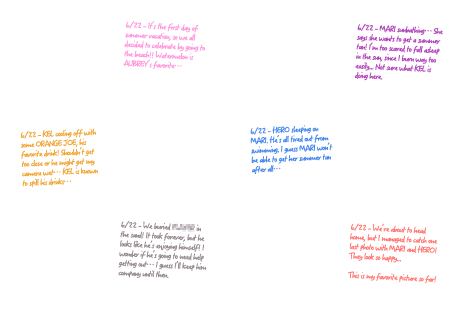 6/22 - It's the first day of
summer vacation, so we all
decided to celebrate by going to
the beach!! Watermelon is
AUBREY's favorite...
6/22 - MARI sunbathing... She
says she wants to get a summer
tan! I'm too scared to fall asleep
in the sun, since I burn way too
easily... Not sure what KEL is
doing here.
6/22 - KEL cooling off with
some ORANGE JOE, his
favorite drink! Shouldn't get
too close or he might get my
camera wet... KEL is known
to spill his drinks...
6/22 - HERO sleeping on
MARI. He's all tired out from
swimming. I guess MARI won't
be able to get her summer tan
after all...
6/22 - We buried in
the sand! It took forever, but he
looks like he's enjoying himself! I
wonder if he's going to need help
getting out... I guess I'll keep him
company until then.
6/22 - We're about to head
home, but I managed to catch one
last photo with MARI and HERO!
They look so happy...
This is my favorite picture so far!